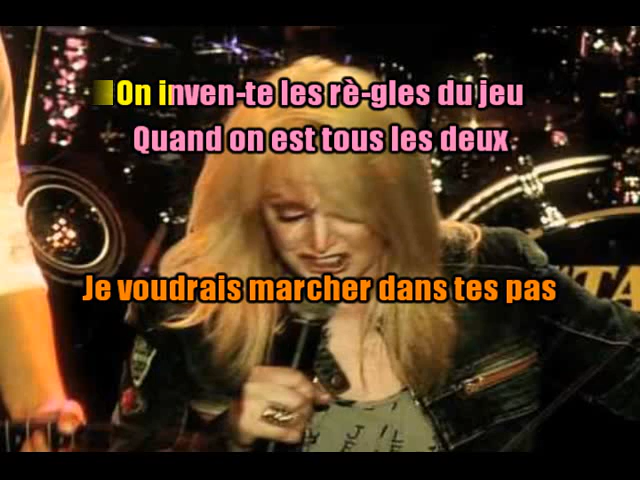 On inven-te les rè-gles du jeu
Quand on est tous les deux
Je voudrais marcher dans tes pas
TA